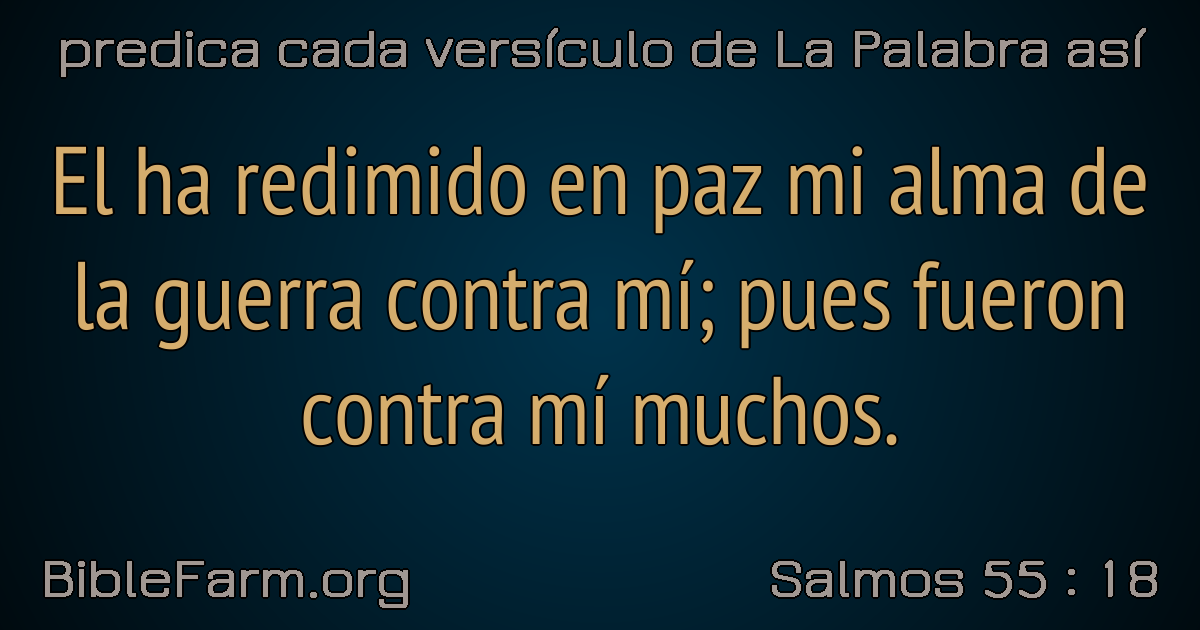 predica cada versículo de La Palabra así
El ha redimido en paz mi alma de
la guerra contra mí; pues fueron
contra mí muchos.
BibleFarm.org
Salmos 55 : 18